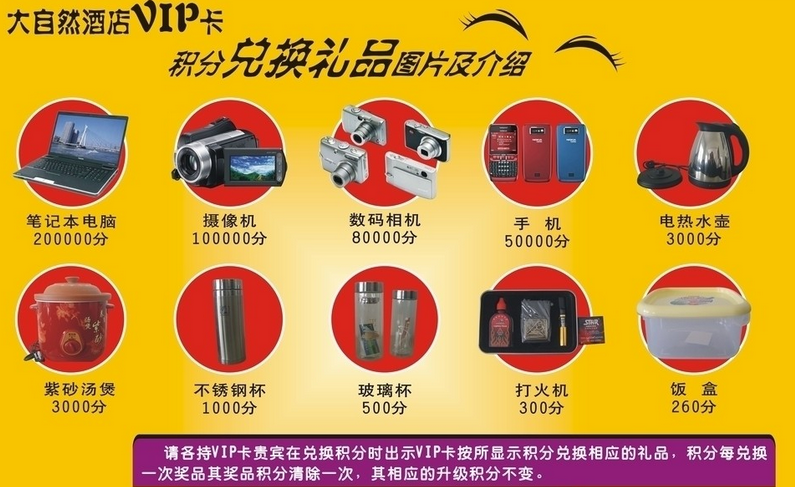 大自然酒店VIP卡
积分兑换礼品图片及介绍
笔记本电脑
200000分
摄像机
100000分
数码相机
80000分
手 机
50000分
电热水壶
3000分
紫砂汤煲
3000分
不锈钢杯
1000分
玻璃杯
500分
打火机
300分
饭 盒
260分
请各持VIP卡贵宾在兑换积分时出示VIP卡按所显示积分兑换相应的礼品，积分每兑换
一次奖品其奖品积分清除一次，其相应的升级积分不变。